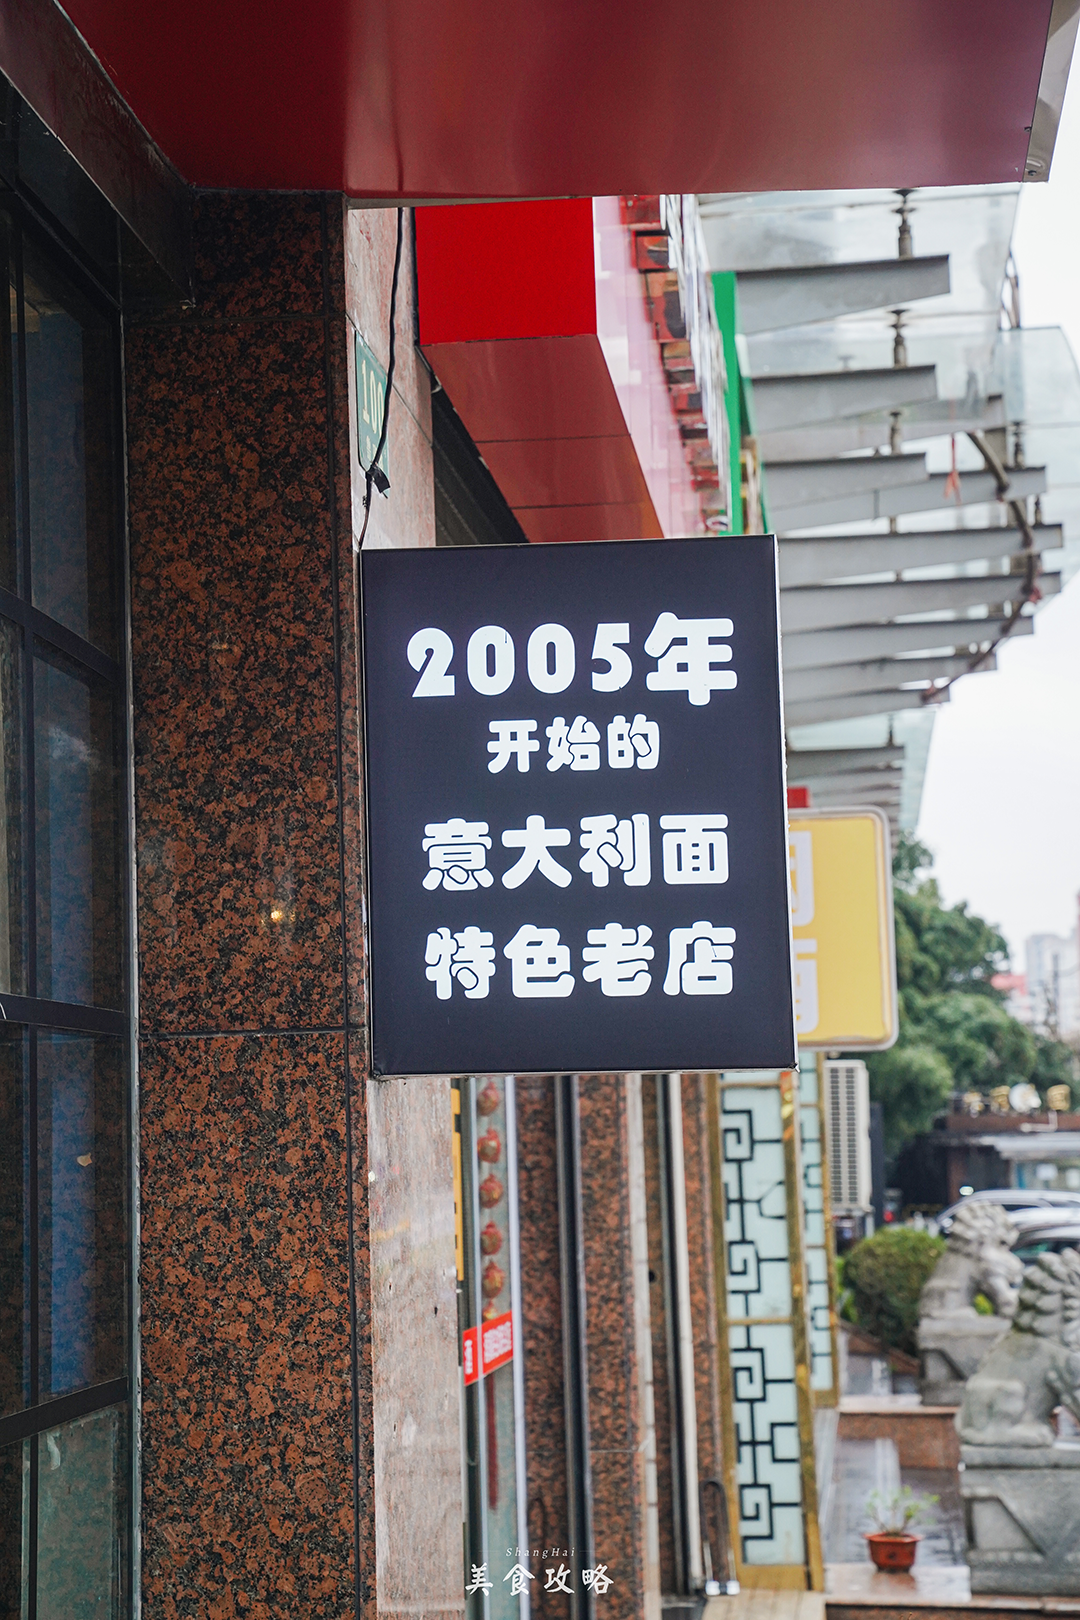 2005年
开始的
意大利面
特色老店
ShangHai
美食攻略